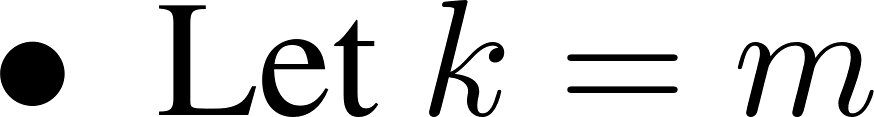 • Let k = m